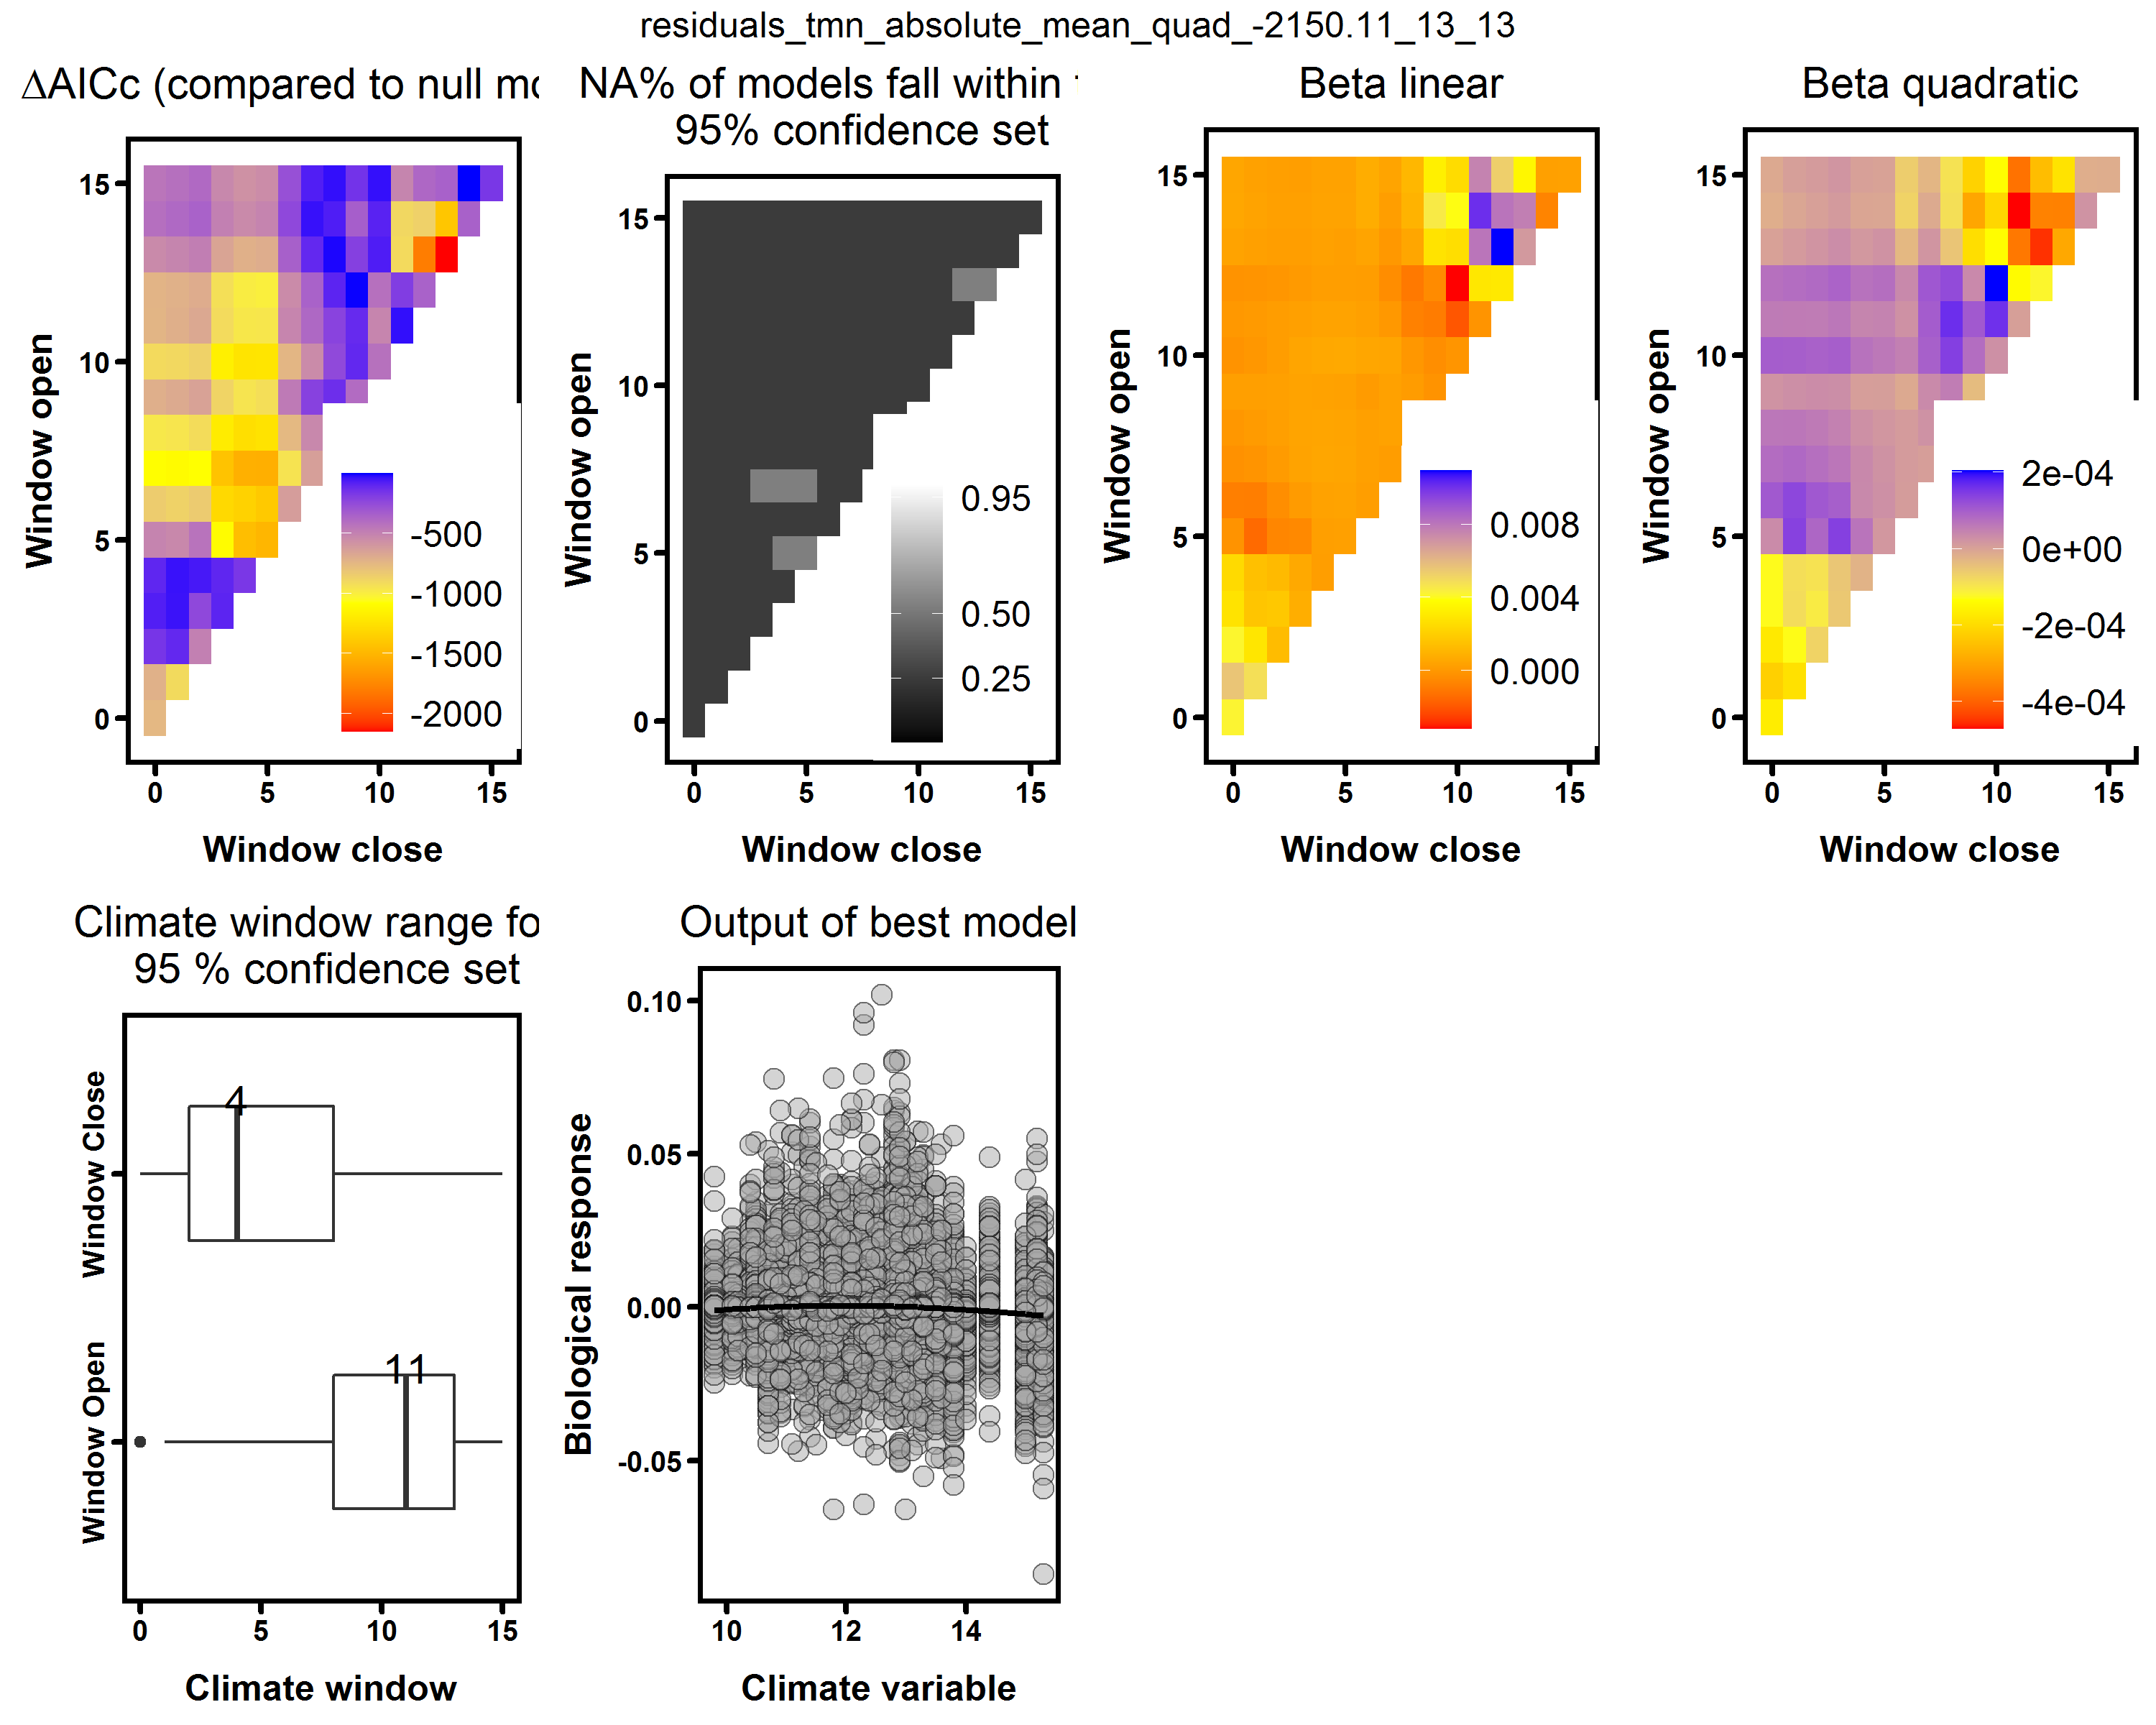 residuals_tmn_absolute_mean_quad_-2150.11_13_13
ΔAICc (compared to null mo
15
10
5
0
0
5
10
15
Window open
Window close
-500
-1000
-1500
-2000
NA% of models fall within
95% confidence set
15
10
5
0
0
5
10
15
Window open
Window close
0.95
0.50
0.25
Beta linear
15
10
5
0
0
5
10
15
Window open
Window close
0.008
0.004
0.000
Beta quadratic
15
10
5
0
0
5
10
15
Window open
Window close
2e-04
0e+00
-2e-04
-4e-04
Climate window range fo
95 % confidence set
Window Close
Window Open
4
11
0
5
10
15
Climate window
Output of best model
0.10
0.05
0.00
-0.05
Biological response
10
12
14
Climate variable